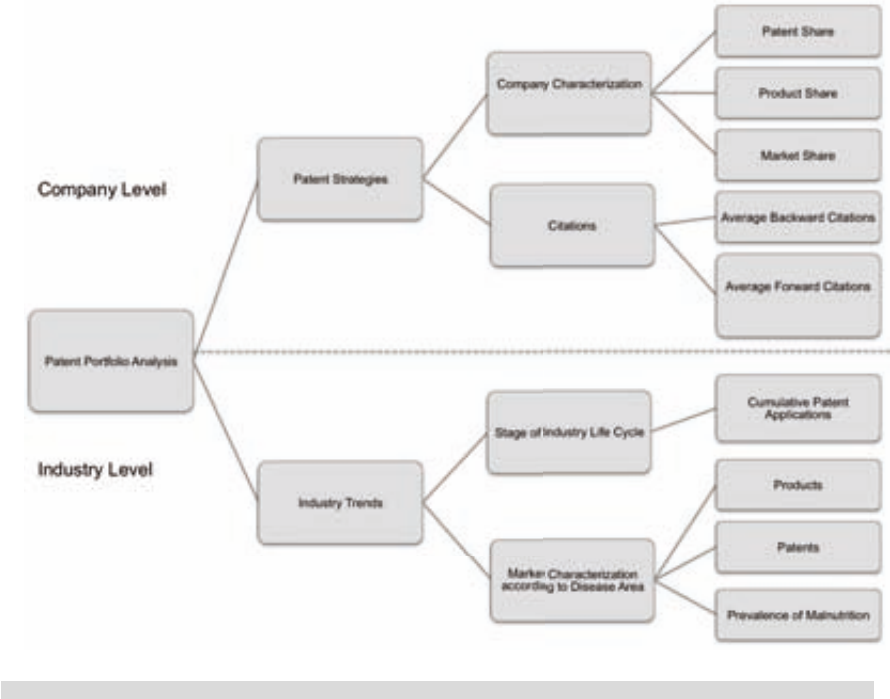 Patent Share
Company Characterization
Product Share
Market Share
Company Level
Patent Strategies
Citations
Average Backward Citations
Average Forward Citations
Patent Portfolio Analysis
Industry Level
Stage of Industry Life Cycle
Cumulative Patent
Applications
Industry Trends
Products
Market Characterization
according to Disease Area
Patents
Prevalence of Malnutrition